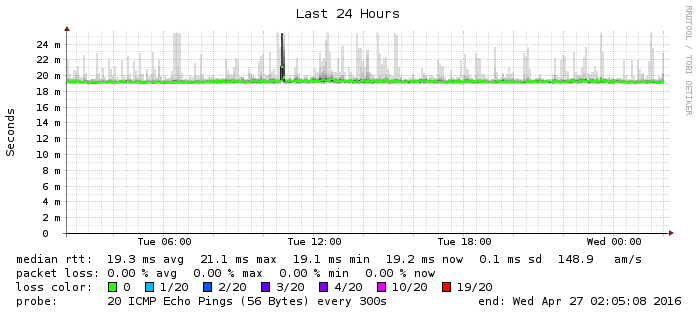 Last 24 Hours
RRDTOOL / TOBI OETIKER
Seconds
24 m
22 m
20 m
18 m
16 m
14 m
12 m
10 m
8 m
6 m
4 m
2 m
0
Tue 06:00 Tue 12:00 Tue 18:00 Wed 00:00
median rtt: 19.3 ms avg 21.1 ms max 19.1 ms min 19.2 ms now 0.1 ms sd 148.9 am/s
packet loss: 0.00 % avg 0.00 % max 0.00 % min 0.00 % now
loss color: 0 1/20 2/20 3/20 4/20 10/20 19/20
probe: 20 ICMP Echo Pings (56 Bytes) every 300s end: Wed Apr 27 02:05:08 2016